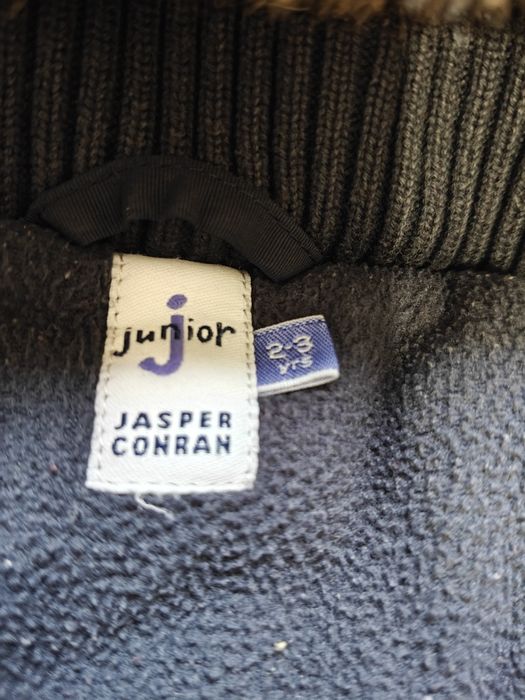 junior
j
JASPER
CONRAN
2-3
yrs